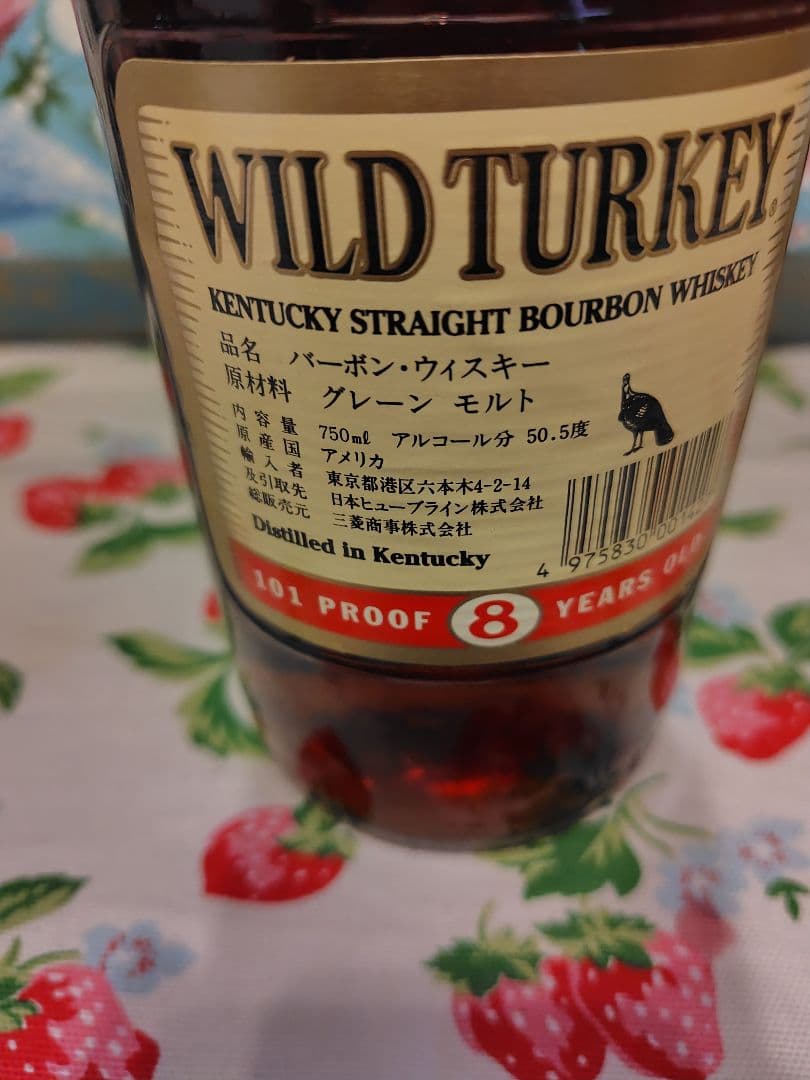 WILD TURKEY®
KENTUCKY STRAIGHT BOURBON WHISKEY
品名 バーボン・ウィスキー
原材料 グレーン モルト
内容量 750ml アルコール分 50.5度
原産国 アメリカ
輸入者 東京都港区六本木4-2-14
及引取先 日本ヒューブライン株式会社
総販売元 三菱商事株式会社
Distilled in Kentucky
4 975830 00
101 PROOF 8 YEARS OLD